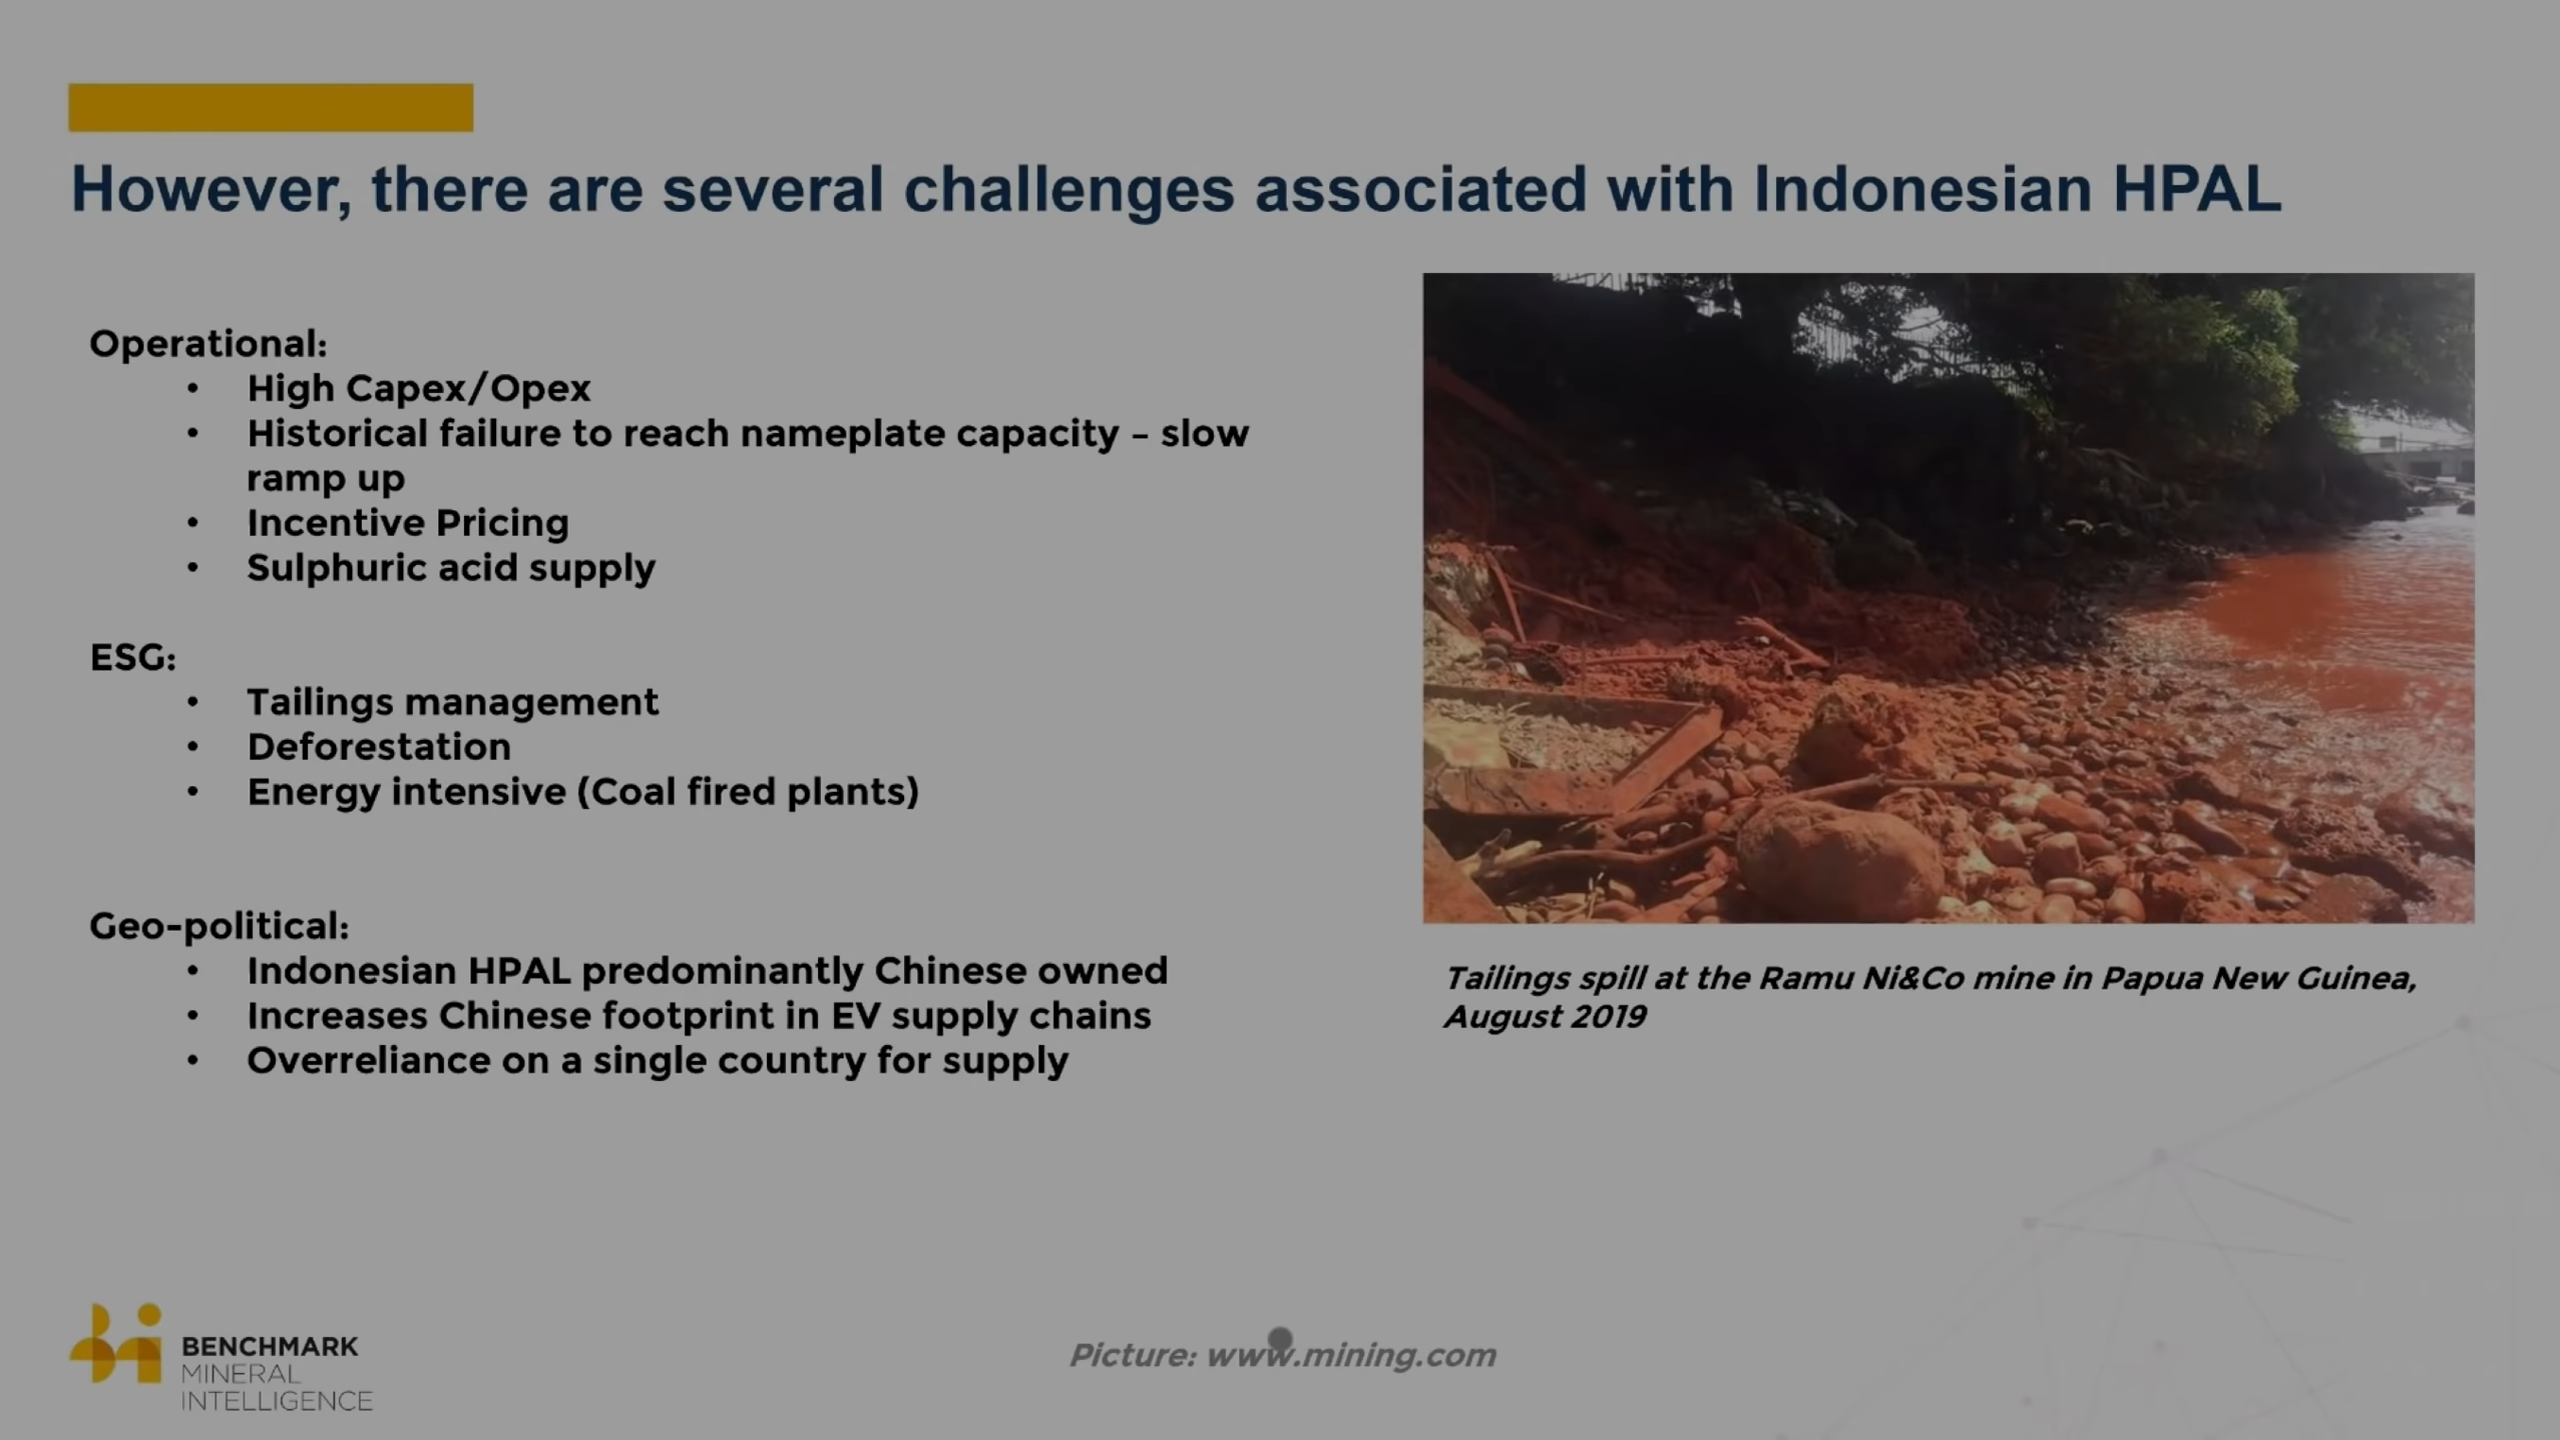 However, there are several challenges associated with Indonesian HPAL
Operational:
• High Capex/Opex
• Historical failure to reach nameplate capacity – slow
ramp up
• Incentive Pricing
• Sulphuric acid supply
ESG:
• Tailings management
• Deforestation
• Energy intensive (Coal fired plants)
Geo-political:
• Indonesian HPAL predominantly Chinese owned
• Increases Chinese footprint in EV supply chains
• Overreliance on a single country for supply
Tailings spill at the Ramu Ni&Co mine in Papua New Guinea,
August 2019
BENCHMARK
MINERAL
INTELLIGENCE
Picture: www.mining.com